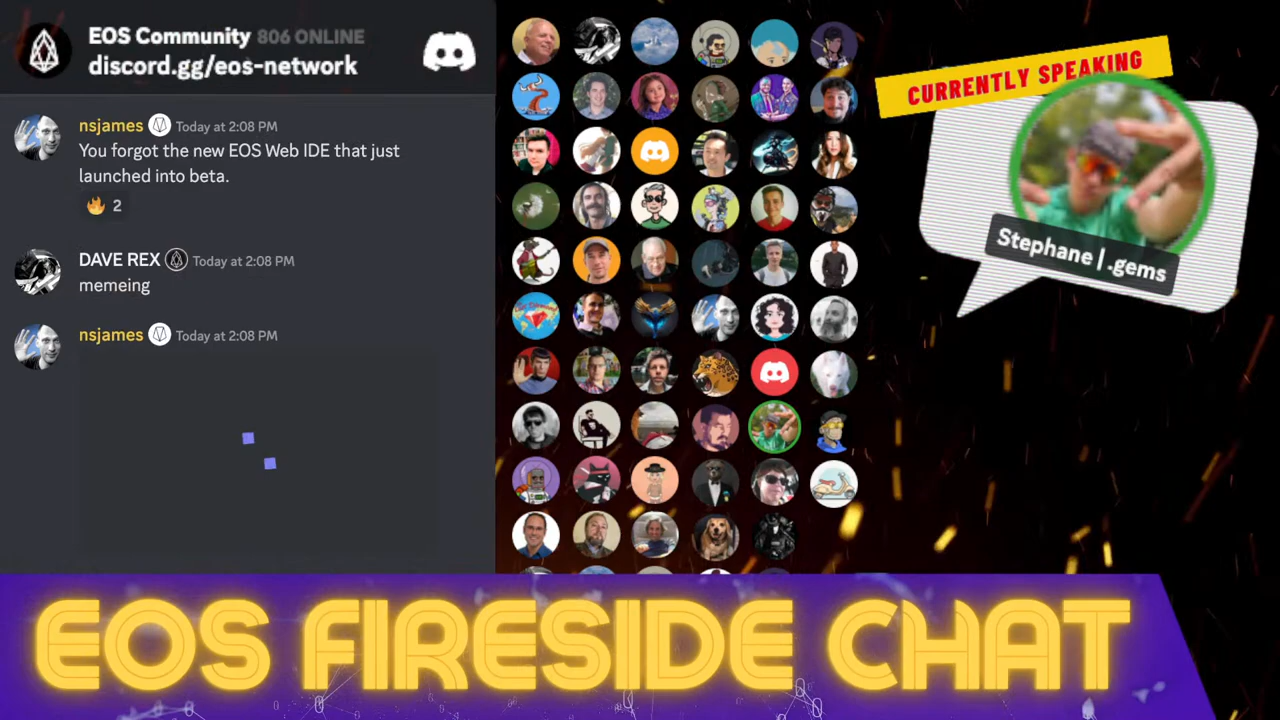 EOS Community 806 ONLINE
discord.gg/eos-network
nsjames Today at 2:08 PM
You forgot the new EOS Web IDE that just
launched into beta.
2
DAVE REX Today at 2:08 PM
memeing
nsjames Today at 2:08 PM
CURRENTLY SPEAKING
Stephane | .gems
EOS FIRESIDE CHAT